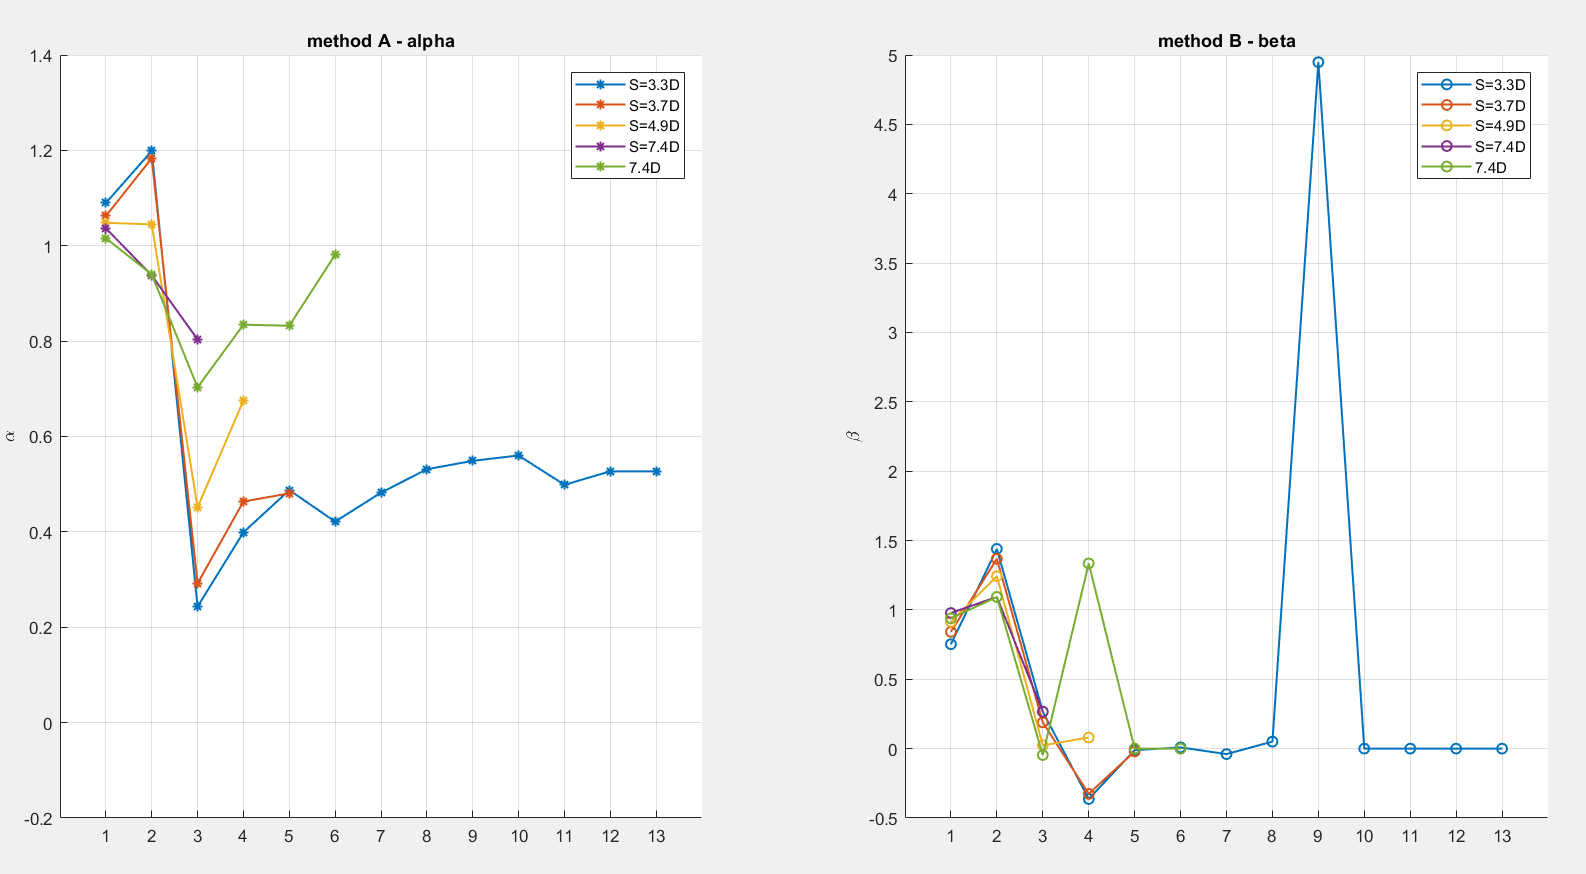 method A - alpha
1.4
1.2
1
0.8
0.6
0.4
0.2
0
-0.2
α
1 2 3 4 5 6 7 8 9 10 11 12 13
S=3.3D
S=3.7D
S=4.9D
S=7.4D
7.4D
method B - beta
5
4.5
4
3.5
3
2.5
2
1.5
1
0.5
0
-0.5
β
1 2 3 4 5 6 7 8 9 10 11 12 13
S=3.3D
S=3.7D
S=4.9D
S=7.4D
7.4D